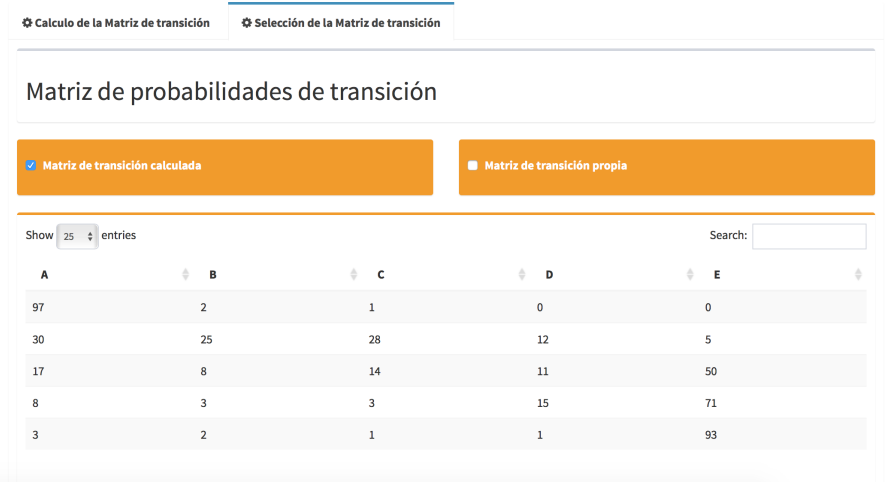 Calculo de la Matriz de transición Selección de la Matriz de transición
Matriz de probabilidades de transición
Matriz de transición calculada Matriz de transición propia
Show 25 entries Search:
A B C D E
97 2 1 0 0
30 25 28 12 5
17 8 14 11 50
8 3 3 15 71
3 2 1 1 93